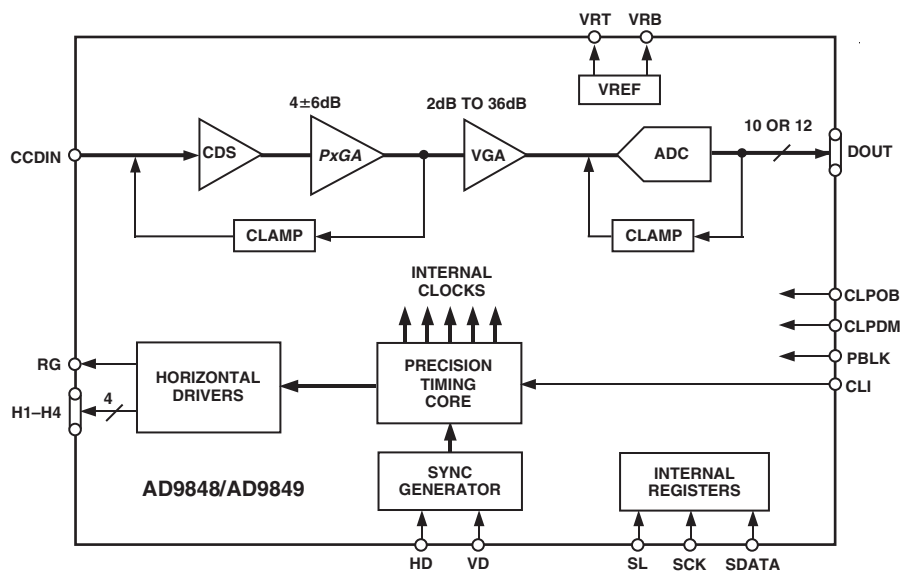 VRT VRB
VREF
4±6dB
2dB TO 36dB
10 OR 12
CCDIN
CDS
PxGA
VGA
ADC
DOUT
CLAMP
CLAMP
INTERNAL
CLOCKS
CLPOB
CLPDM
PBLK
CLI
RG
H1–H4
4
HORIZONTAL
DRIVERS
PRECISION
TIMING
CORE
SYNC
GENERATOR
INTERNAL
REGISTERS
AD9848/AD9849
HD VD
SL SCK SDATA